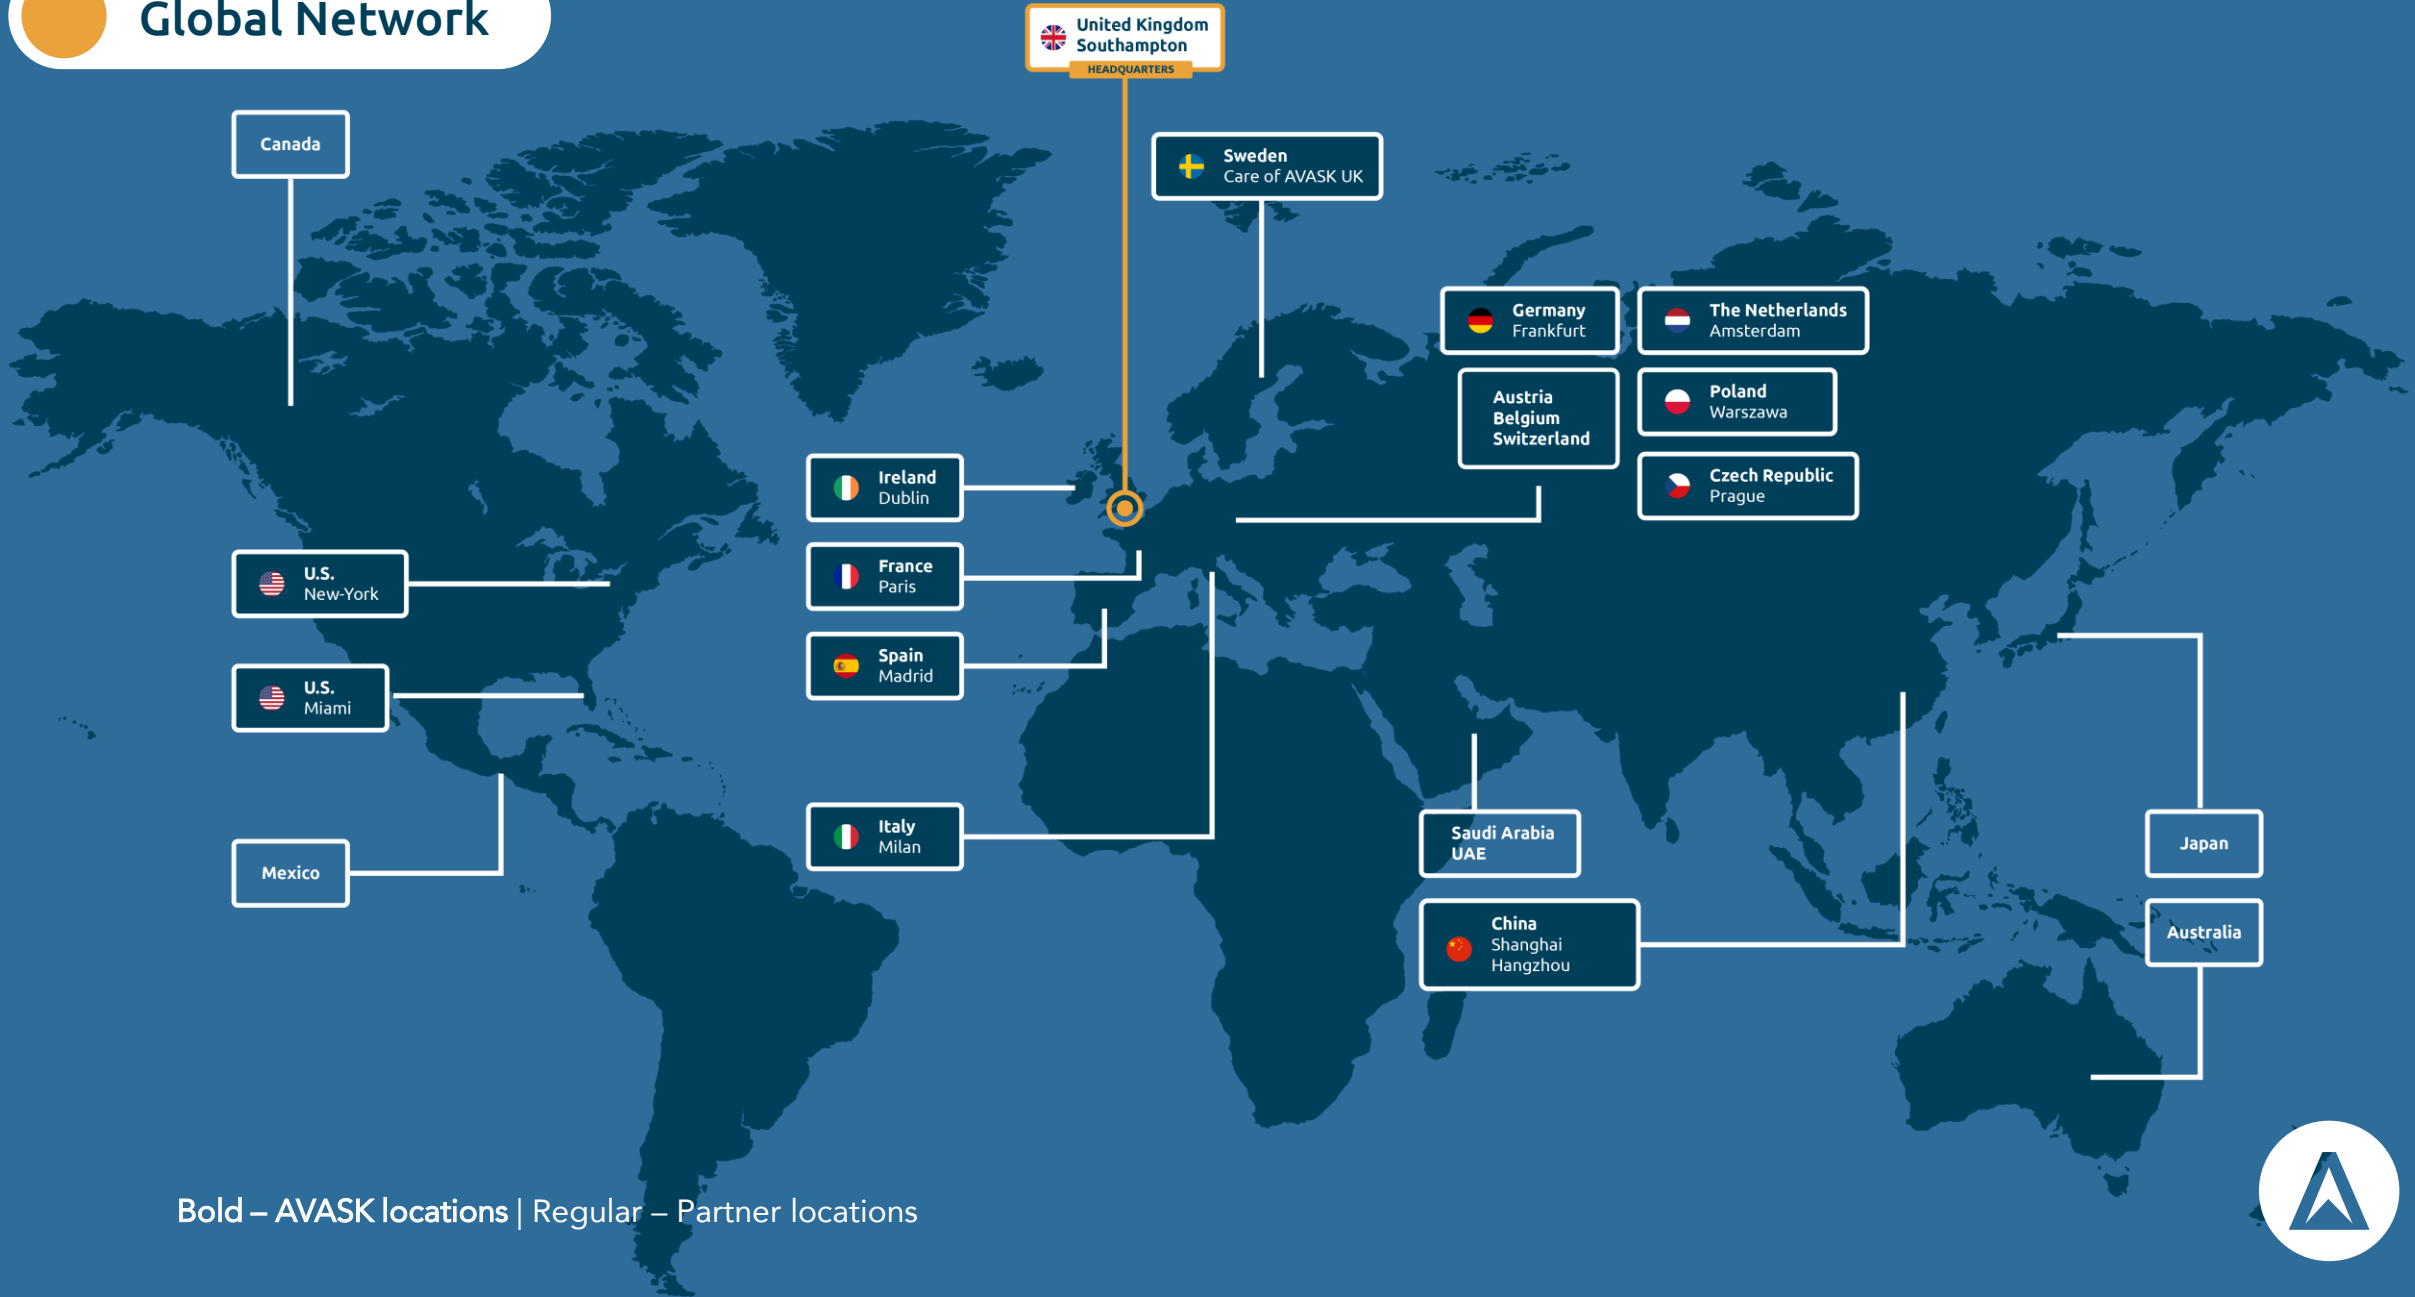 Global Network
United Kingdom
Southampton
HEADQUARTERS
Canada
Sweden
Care of AVASK UK
Germany
Frankfurt
The Netherlands
Amsterdam
Austria
Belgium
Switzerland
Poland
Warszawa
Czech Republic
Prague
Ireland
Dublin
France
Paris
Spain
Madrid
Italy
Milan
U.S.
New-York
U.S.
Miami
Mexico
Saudi Arabia
UAE
China
Shanghai
Hangzhou
Japan
Australia
Bold – AVASK locations | Regular – Partner locations